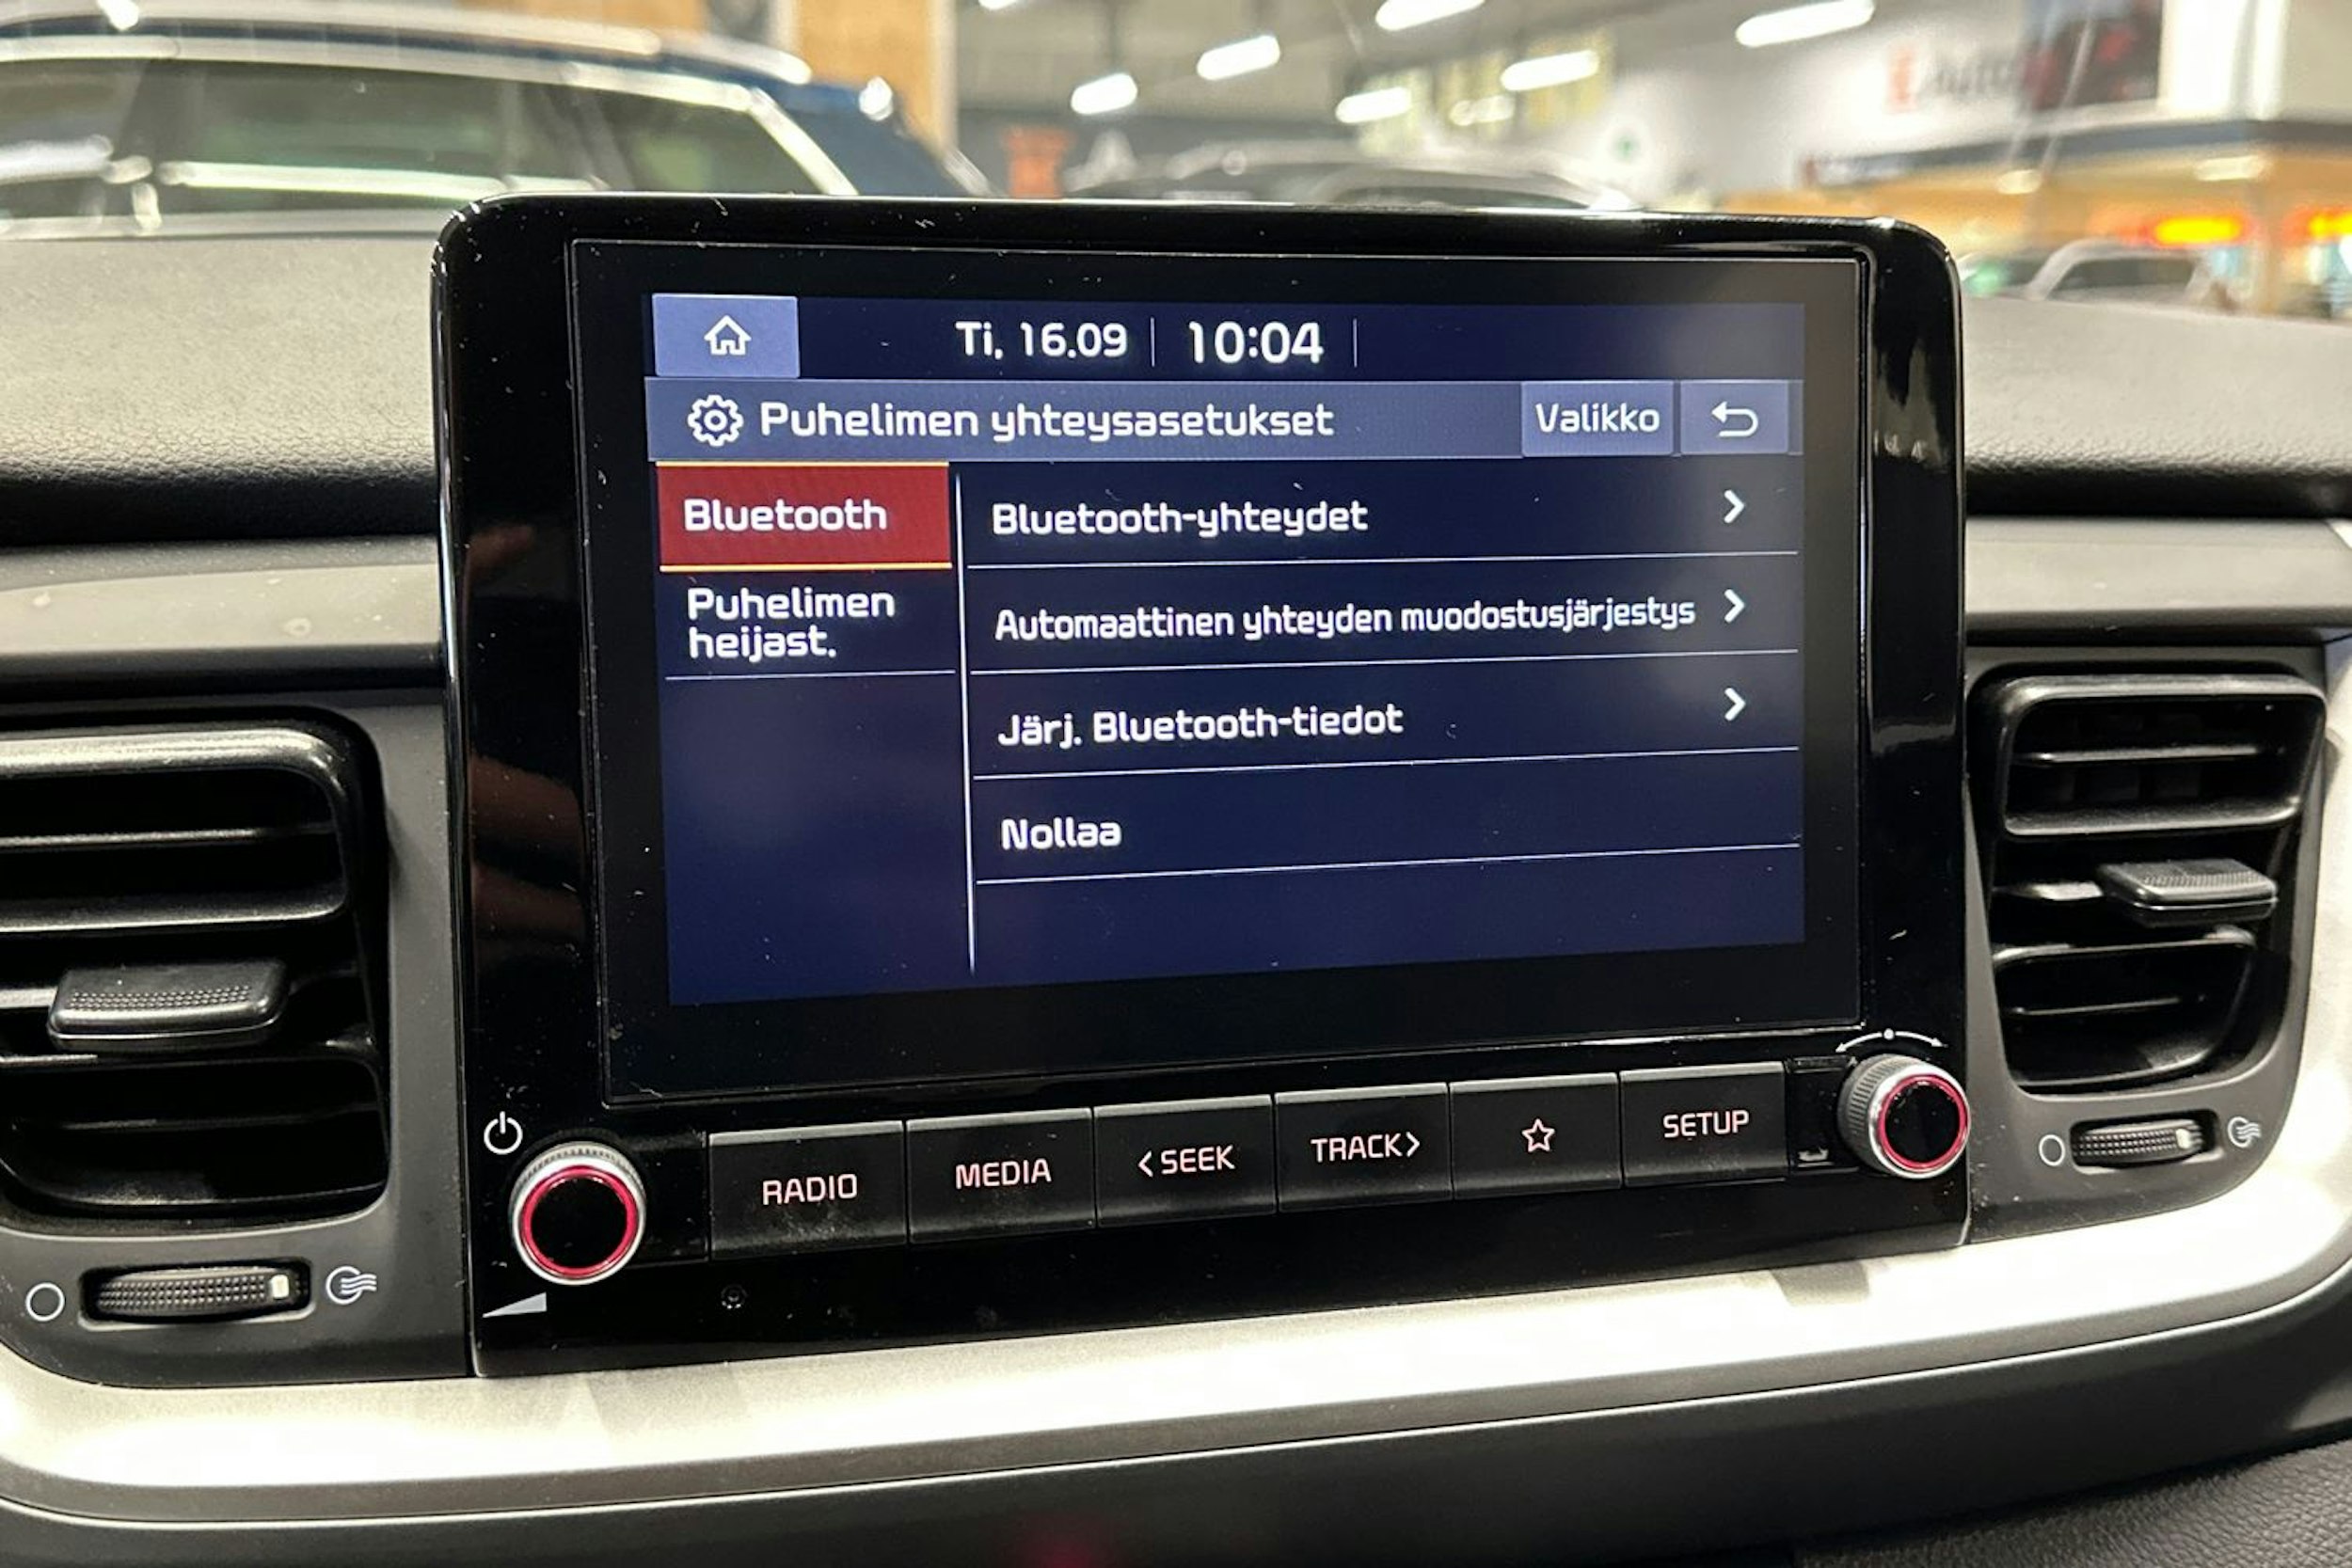 Ti, 16.09 10:04
Puhelimen yhteysasetukset Valikko
Bluetooth
Puhelimen
heijast.
Bluetooth-yhteydet
Automaattinen yhteyden muodostusjärjestys
Järj. Bluetooth-tiedot
Nollaa
RADIO MEDIA <SEEK TRACK> SETUP